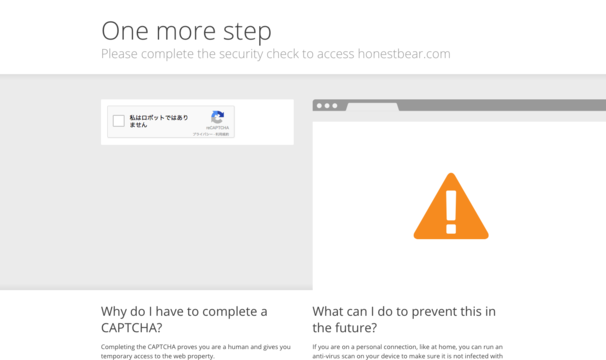 One more step
Please complete the security check to access honestbear.com
私はロボットではあり
ません
reCAPTCHA
プライバシー - 利用規約
Why do I have to complete a
CAPTCHA?
Completing the CAPTCHA proves you are a human and gives you
temporary access to the web property.
What can I do to prevent this in
the future?
If you are on a personal connection, like at home, you can run an
anti-virus scan on your device to make sure it is not infected with